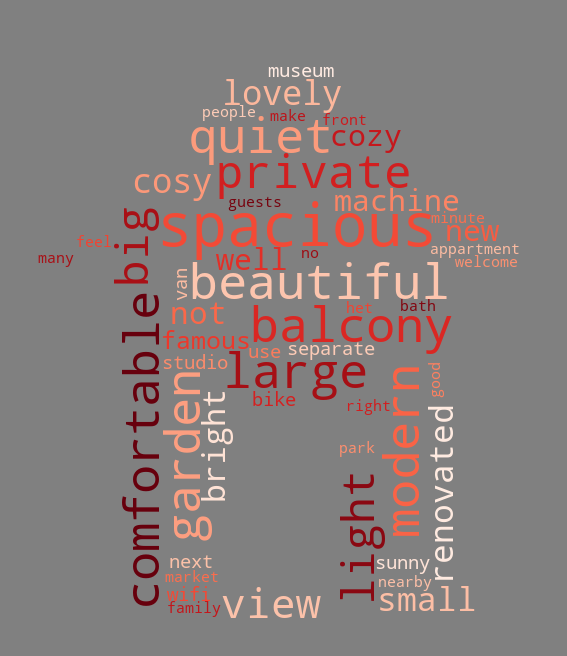 museum
lovely
people
make
front
quiet
cozy
private
cosy
guests
machine
spacious
minute
new
big
feel
many
well
no
appartment
welcome
van
beautiful
not
het
bath
balcony
famous
use
separate
studio
large
comfortable
garden
bright
bike
right
modern
good
renovated
park
light
next
sunny
market
nearby
wifi
family
view
small